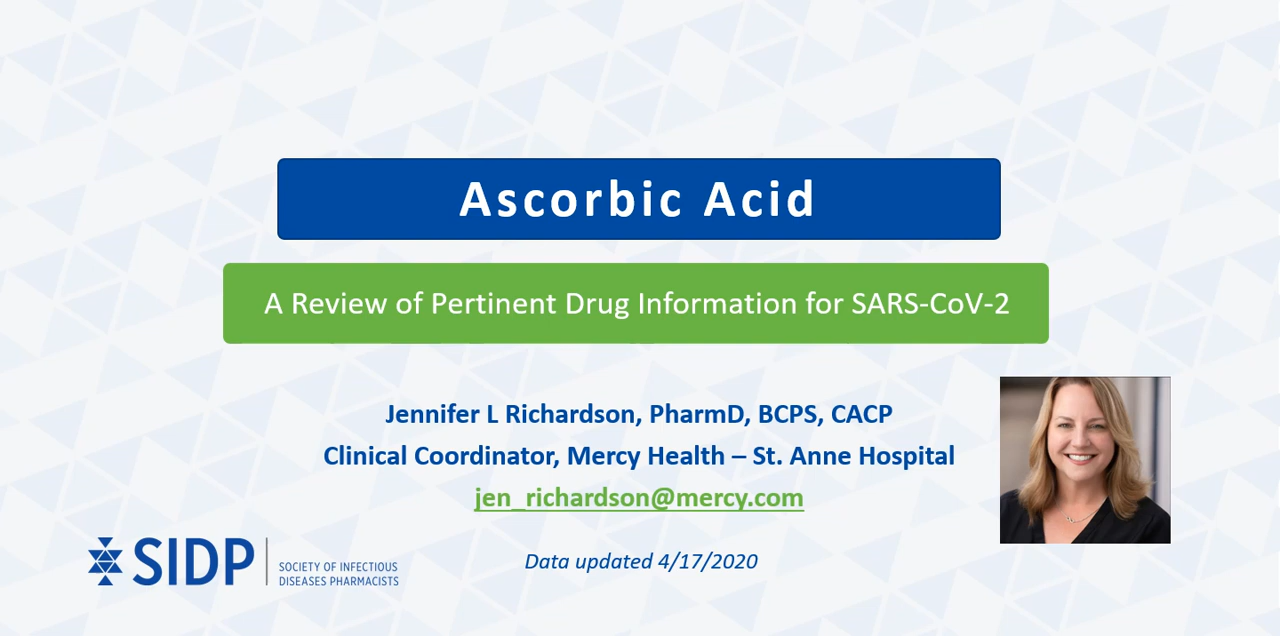 Ascorbic Acid
A Review of Pertinent Drug Information for SARS-CoV-2
Jennifer L Richardson, PharmD, BCPS, CACP
Clinical Coordinator, Mercy Health – St. Anne Hospital
jen_richardson@mercy.com
Data updated 4/17/2020
SIDP
SOCIETY OF INFECTIOUS
DISEASES PHARMACISTS